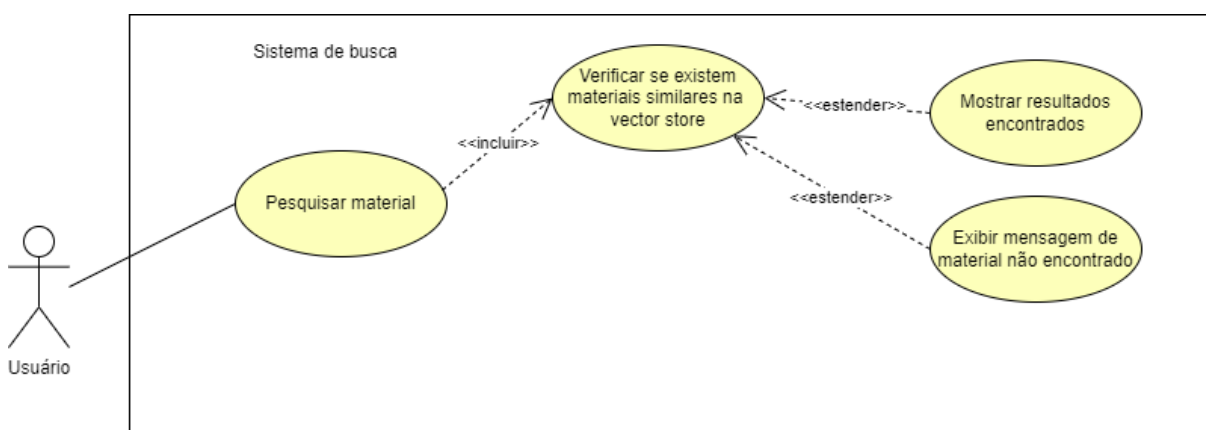 Sistema de busca
Verificar se existem
materiais similares na
vector store
<<estender>>
Mostrar resultados
encontrados
<<incluir>>
Pesquisar material
<<estender>>
Exibir mensagem de
material não encontrado
Usuário